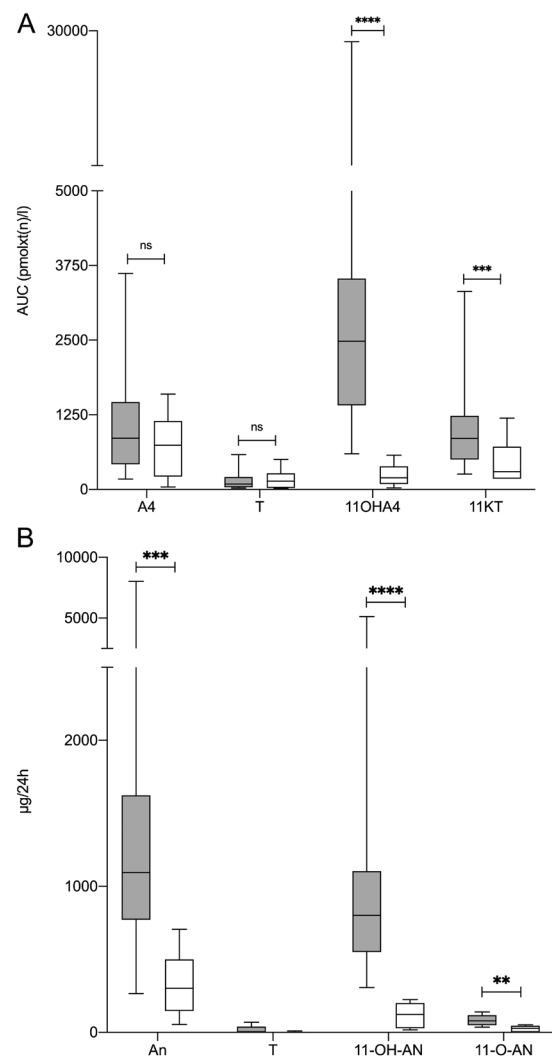 A
30000
****
5000
AUC (pmolxt(n)/l)
3750
ns
***
2500
1250
ns
0
A4 T 11OHA4 11KT
B
10000
***
****
5000
µg/24h
2000
1000
**
0
An T 11-OH-AN 11-O-AN